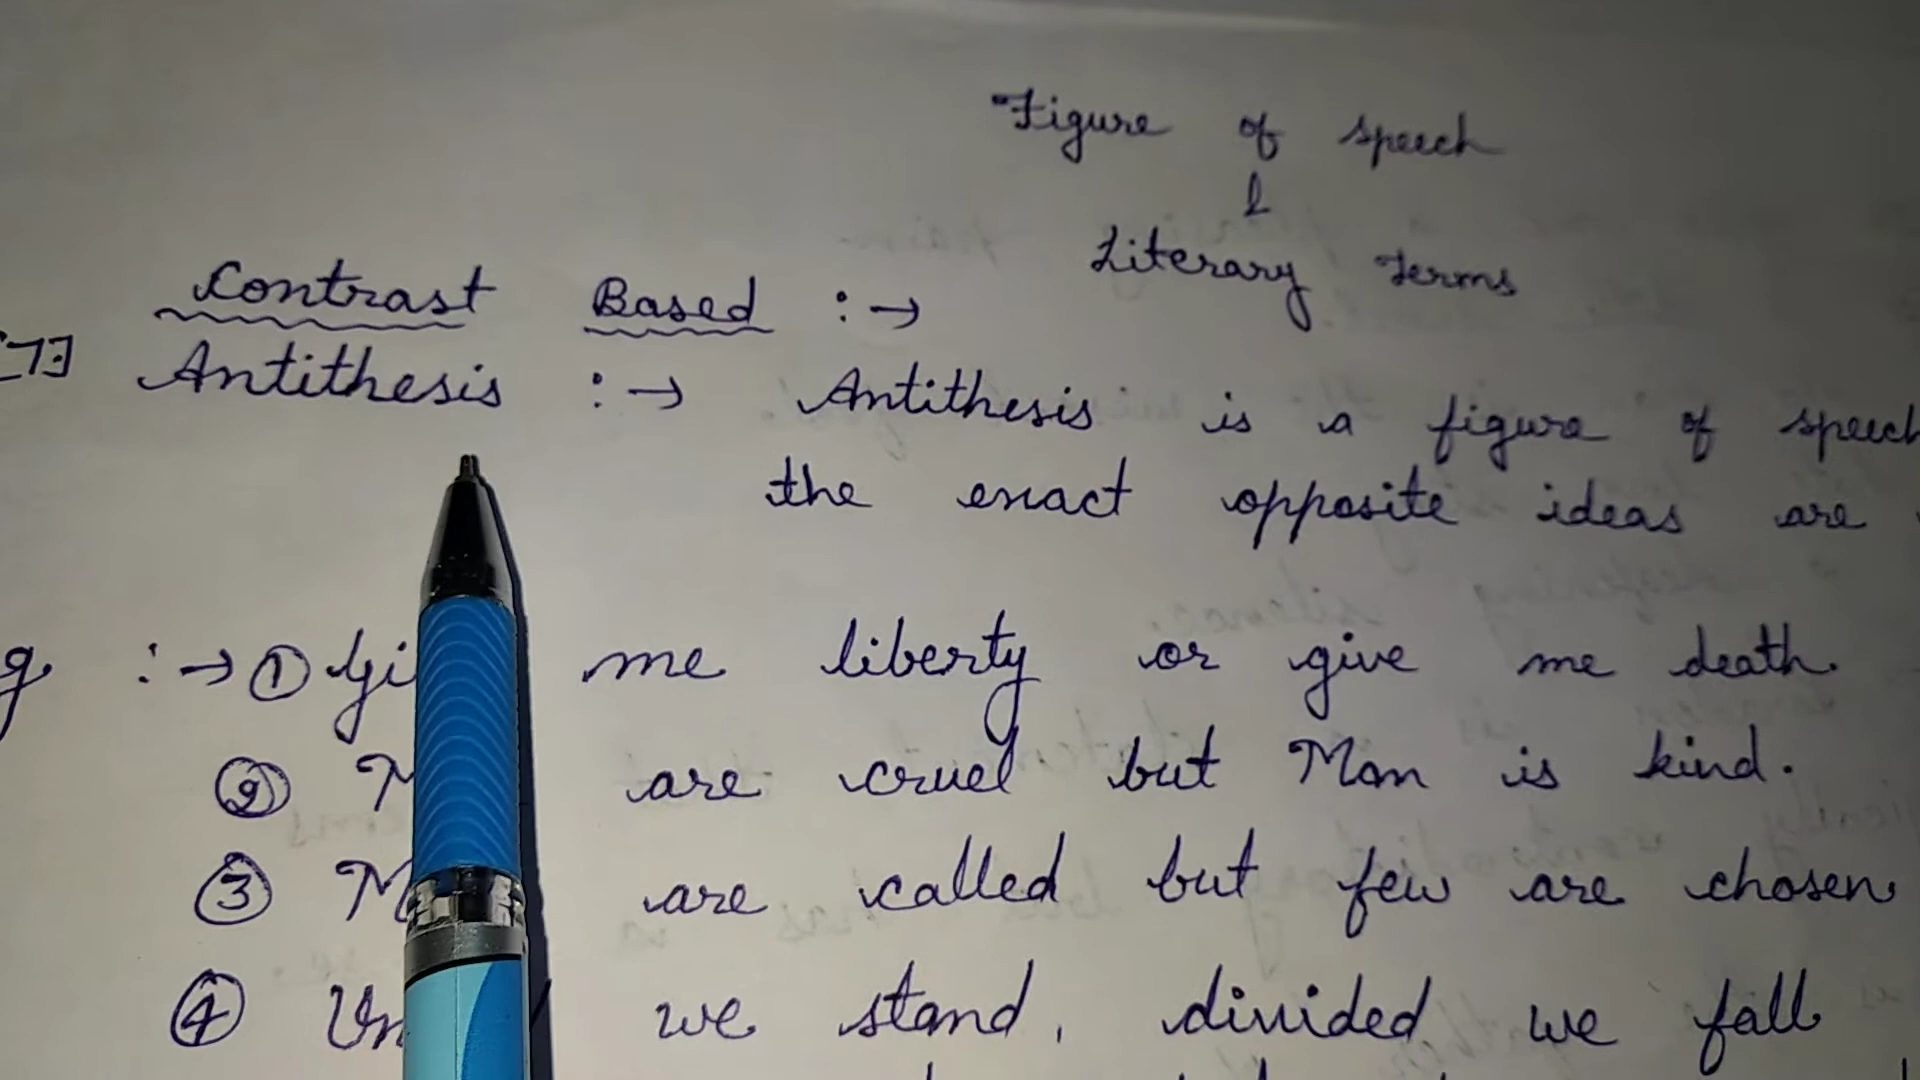 Figure of speech
&
Literary Terms
Contrast Based :→
[7] Antithesis :→ Antithesis is a figure of speech
the exact opposite ideas are
g :→ ① Gi me liberty or give me death.
② M are cruel but Man is kind.
③ M are called but few are chosen
④ Un we stand, divided we fall